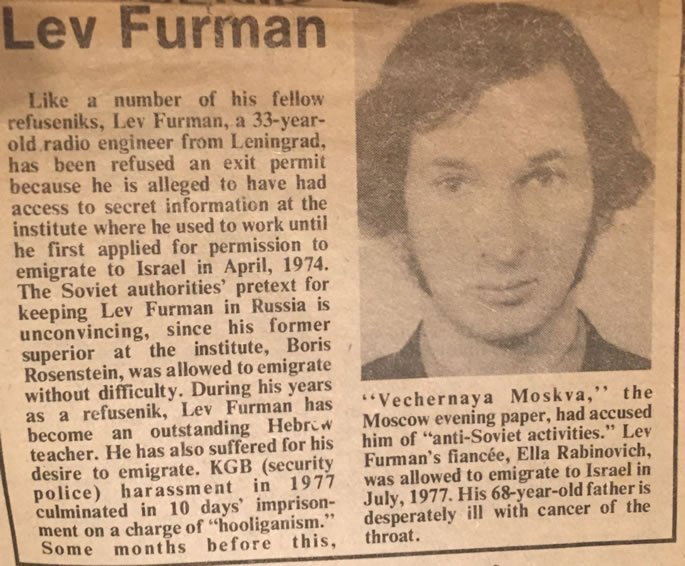 Lev Furman
Like a number of his fellow
refuseniks, Lev Furman, a 33-year-
old radio engineer from Leningrad,
has been refused an exit permit
because he is alleged to have had
access to secret information at the
institute where he used to work until
he first applied for permission to
emigrate to Israel in April, 1974.
The Soviet authorities' pretext for
keeping Lev Furman in Russia is
unconvincing, since his former
superior at the institute, Boris
Rosenstein, was allowed to emigrate
without difficulty. During his years
as a refusenik, Lev Furman has
become an outstanding Hebrew
teacher. He has also suffered for his
desire to emigrate. KGB (security
police) harassment in 1977
culminated in 10 days' imprison-
ment on a charge of "hooliganism."
Some months before this,
"Vechernaya Moskva," the
Moscow evening paper, had accused
him of "anti-Soviet activities." Lev
Furman's fiancée, Ella Rabinovich,
was allowed to emigrate to Israel in
July, 1977. His 68-year-old father is
desperately ill with cancer of the
throat.